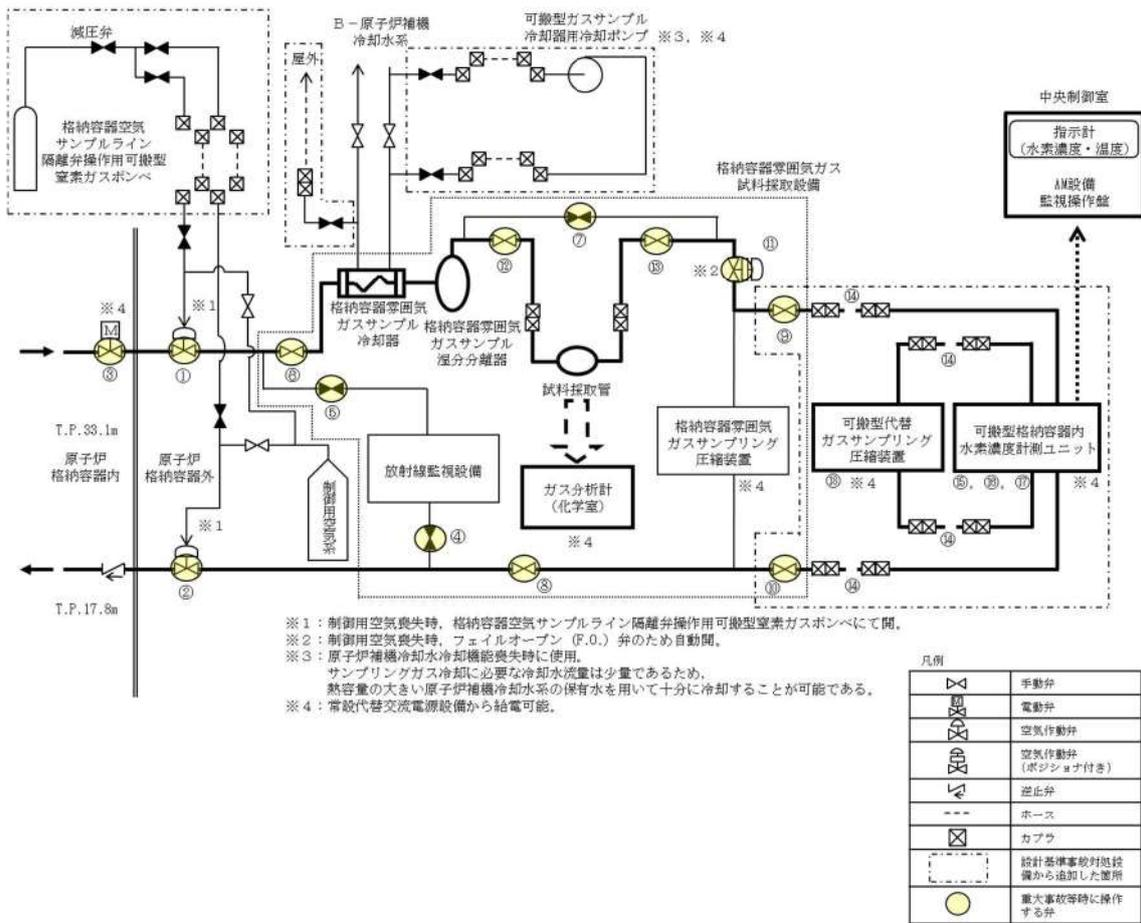 減圧弁
格納容器空気
サンプルライン
隔離弁操作用可搬型
窒素ガスボンベ
B-原子炉補機
冷却水系
屋外
可搬型ガスサンプル
冷却器用冷却ポンプ ※3, ※4
中央制御室
指示計
(水素濃度・温度)
AM設備
監視操作盤
格納容器雰囲気ガス
試料採取設備
⑦
⑫
⑬
⑪
※2
※4
M
③
※1
①
⑥
格納容器雰囲気
ガスサンプル
冷却器
格納容器雰囲気
ガスサンプル
湿分分離器
試料採取管
⑨
⑭
⑭
⑤
T.P.33.1m
原子炉
格納容器内
原子炉
格納容器外
放射線監視設備
ガス分析計
(化学室)
※4
格納容器雰囲気
ガスサンプリング
圧縮装置
※4
可搬型代替
ガスサンプリング
圧縮装置
⑱ ※4
可搬型格納容器内
水素濃度計測ユニット
⑮, ⑯, ⑰ ※4
制御用空気系
※1
④
⑭
②
⑧
⑩
⑭
T.P.17.8m
※1:制御用空気喪失時,格納容器空気サンプルライン隔離弁操作用可搬型窒素ガスボンベにて開。
※2:制御用空気喪失時,フェイルオープン(F.O.)弁のため自動開。
※3:原子炉補機冷却水冷却機能喪失時に使用。
サンプリングガス冷却に必要な冷却水流量は少量であるため,
熱容量の大きい原子炉補機冷却水系の保有水を用いて十分に冷却することが可能である。
※4:常設代替交流電源設備から給電可能。
凡例
手動弁
M
電動弁
空気作動弁
空気作動弁
(ポジショナ付き)
逆止弁
ホース
カプラ
設計基準事故対処設
備から追加した箇所
重大事故等時に操作
する弁